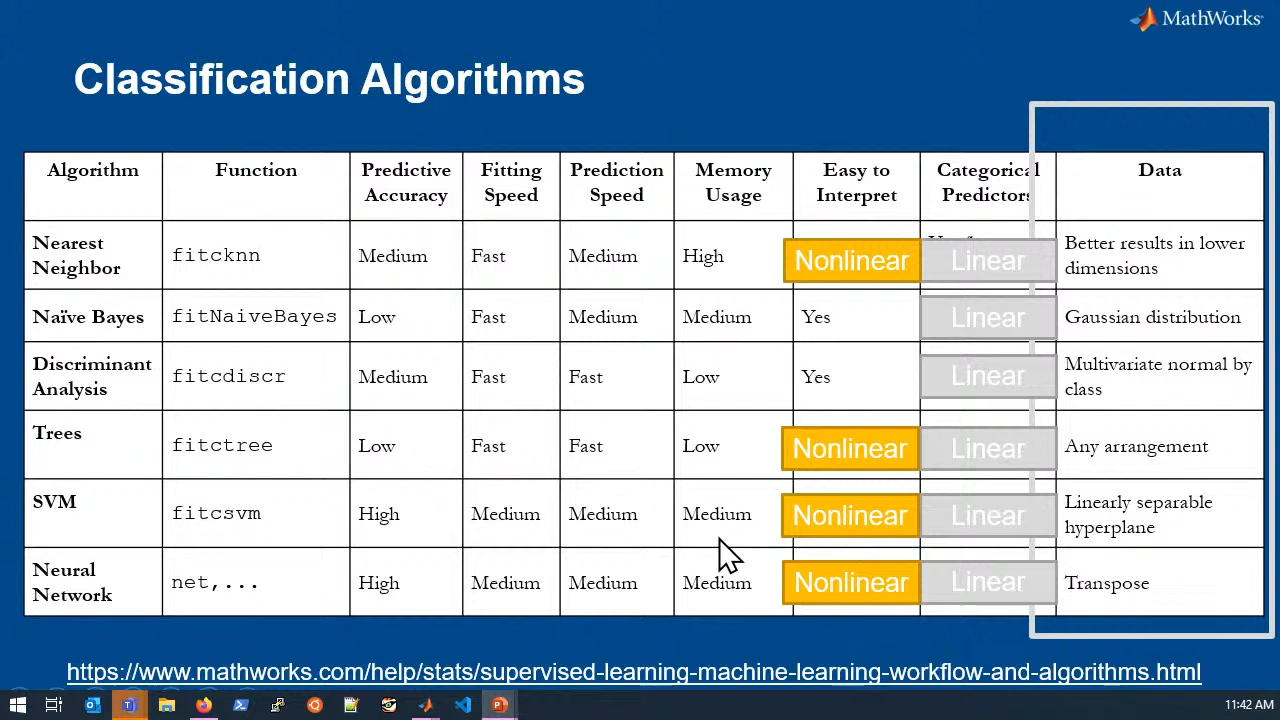 MathWorks®
Classification Algorithms
Algorithm Function Predictive Accuracy Fitting Speed Prediction Speed Memory Usage Easy to Interpret Categorical Predictors Data
Nearest Neighbor fitcknn Medium Fast Medium High Nonlinear Linear Better results in lower dimensions
Naïve Bayes fitNaiveBayes Low Fast Medium Medium Yes Linear Gaussian distribution
Discriminant Analysis fitcdiscr Medium Fast Fast Low Yes Linear Multivariate normal by class
Trees fitctree Low Fast Fast Low Nonlinear Linear Any arrangement
SVM fitcsvm High Medium Medium Medium Nonlinear Linear Linearly separable hyperplane
Neural Network net,... High Medium Medium Medium Nonlinear Linear Transpose
https://www.mathworks.com/help/stats/supervised-learning-machine-learning-workflow-and-algorithms.html
11:42 AM